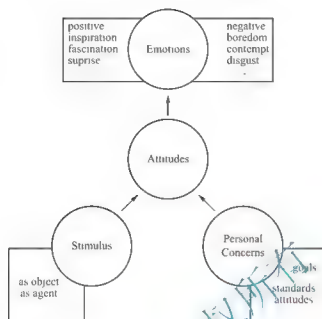 positive
inspiration
fascination
suprise
Emotions
negative
boredom
contempt
disgust
Attitudes
Stimulus
as object
as agent
Personal
Concerns
goals
standards
attitudes